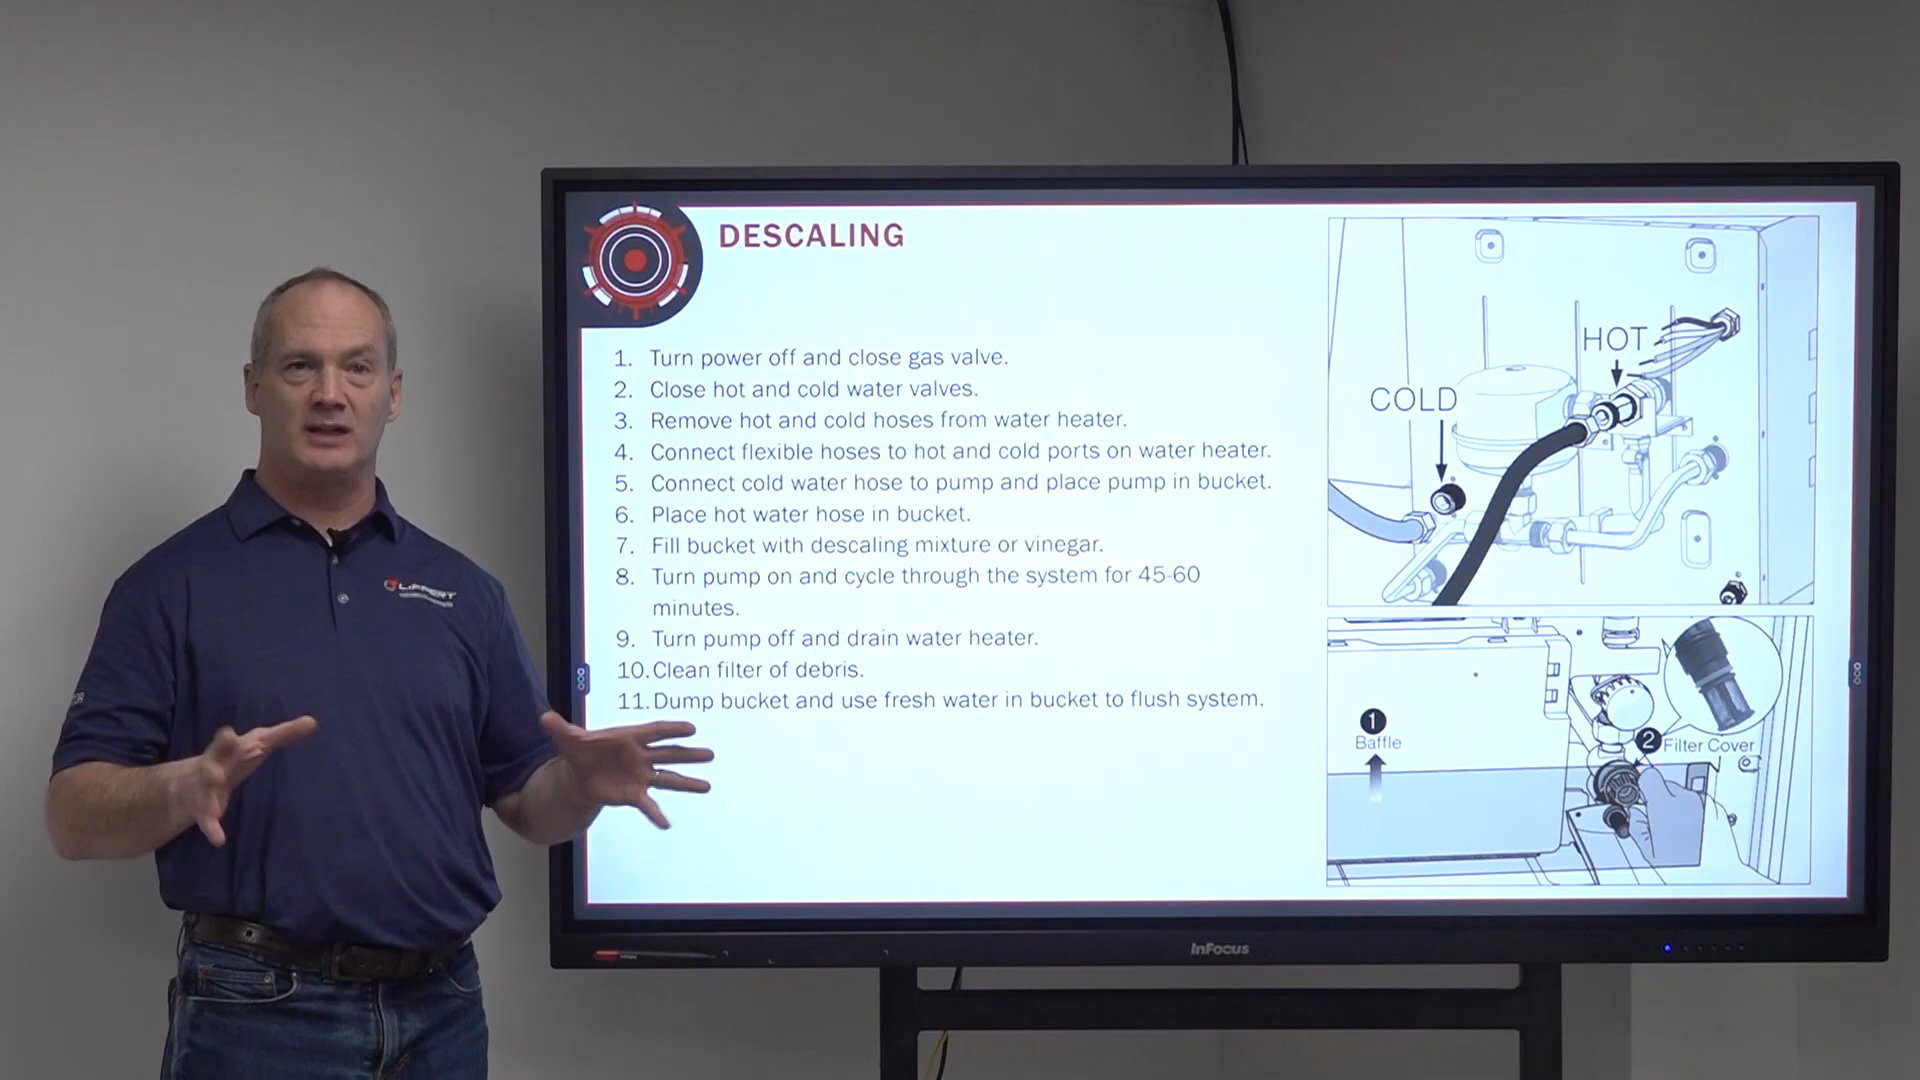 DESCALING
1. Turn power off and close gas valve.
2. Close hot and cold water valves.
3. Remove hot and cold hoses from water heater.
4. Connect flexible hoses to hot and cold ports on water heater.
5. Connect cold water hose to pump and place pump in bucket.
6. Place hot water hose in bucket.
7. Fill bucket with descaling mixture or vinegar.
8. Turn pump on and cycle through the system for 45-60
minutes.
9. Turn pump off and drain water heater.
10. Clean filter of debris.
11. Dump bucket and use fresh water in bucket to flush system.
HOT
COLD
1
Baffle
2 Filter Cover
LIPPERT
InFocus